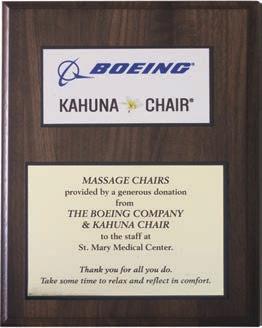 BOEING®
KAHUNA CHAIR®
MASSAGE CHAIRS
provided by a generous donation
from
THE BOEING COMPANY
& KAHUNA CHAIR
to the staff at
St. Mary Medical Center.
Thank you for all you do.
Take some time to relax and reflect in comfort.